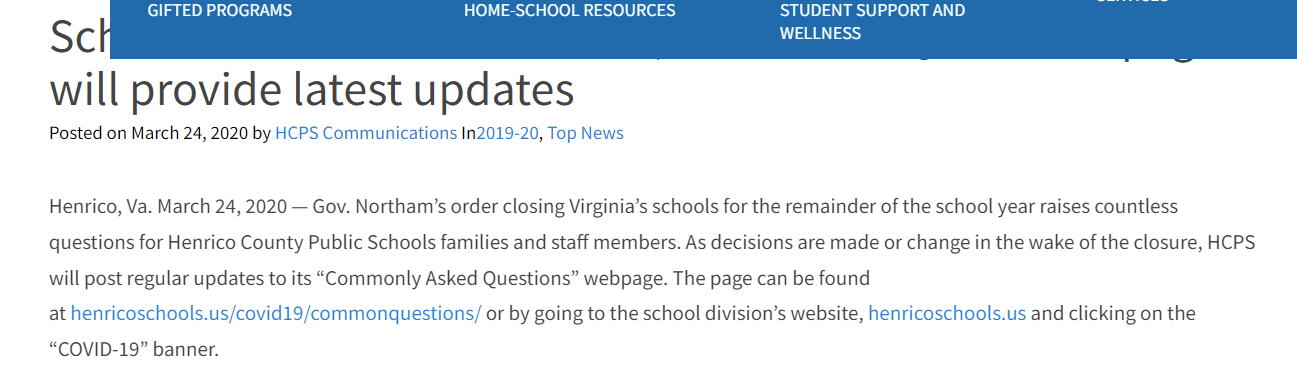 GIFTED PROGRAMS HOME-SCHOOL RESOURCES STUDENT SUPPORT AND
WELLNESS
Sch
will provide latest updates
Posted on March 24, 2020 by HCPS Communications In2019-20, Top News
Henrico, Va. March 24, 2020 — Gov. Northam’s order closing Virginia’s schools for the remainder of the school year raises countless
questions for Henrico County Public Schools families and staff members. As decisions are made or change in the wake of the closure, HCPS
will post regular updates to its “Commonly Asked Questions” webpage. The page can be found
at henricoschools.us/covid19/commonquestions/ or by going to the school division’s website, henricoschools.us and clicking on the
“COVID-19” banner.